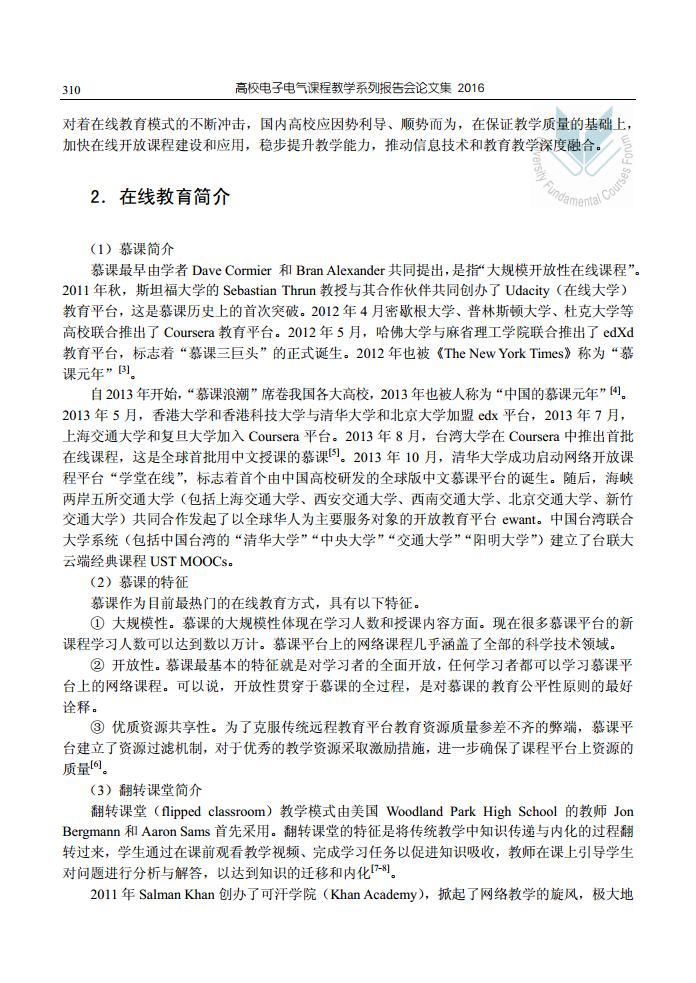 310 高校电子电气课程教学系列报告会论文集 2016
对着在线教育模式的不断冲击，国内高校应因势利导、顺势而为，在保证教学质量的基础上，
加快在线开放课程建设和应用，稳步提升教学能力，推动信息技术和教育教学深度融合。
University Fundamental Courses Forum
2．在线教育简介
（1）慕课简介
慕课最早由学者 Dave Cormier 和 Bran Alexander 共同提出，是指“大规模开放性在线课程”。
2011 年秋，斯坦福大学的 Sebastian Thrun 教授与其合作伙伴共同创办了 Udacity（在线大学）
教育平台，这是慕课历史上的首次突破。2012 年 4 月密歇根大学、普林斯顿大学、杜克大学等
高校联合推出了 Coursera 教育平台。2012 年 5 月，哈佛大学与麻省理工学院联合推出了 edXd
教育平台，标志着“慕课三巨头”的正式诞生。2012 年也被《The New York Times》称为“慕
课元年”[3]。
自 2013 年开始，“慕课浪潮”席卷我国各大高校，2013 年也被人称为“中国的慕课元年”[4]。
2013 年 5 月，香港大学和香港科技大学与清华大学和北京大学加盟 edx 平台，2013 年 7 月，
上海交通大学和复旦大学加入 Coursera 平台。2013 年 8 月，台湾大学在 Coursera 中推出首批
在线课程，这是全球首批用中文授课的慕课[5]。2013 年 10 月，清华大学成功启动网络开放课
程平台“学堂在线”，标志着首个由中国高校研发的全球版中文慕课平台的诞生。随后，海峡
两岸五所交通大学（包括上海交通大学、西安交通大学、西南交通大学、北京交通大学、新竹
交通大学）共同合作发起了以全球华人为主要服务对象的开放教育平台 ewant。中国台湾联合
大学系统（包括中国台湾的“清华大学”“中央大学”“交通大学”“阳明大学”）建立了台联大
云端经典课程 UST MOOCs。
（2）慕课的特征
慕课作为目前最热门的在线教育方式，具有以下特征。
① 大规模性。慕课的大规模性体现在学习人数和授课内容方面。现在很多慕课平台的新
课程学习人数可以达到数以万计。慕课平台上的网络课程几乎涵盖了全部的科学技术领域。
② 开放性。慕课最基本的特征就是对学习者的全面开放，任何学习者都可以学习慕课平
台上的网络课程。可以说，开放性贯穿于慕课的全过程，是对慕课的教育公平性原则的最好
诠释。
③ 优质资源共享性。为了克服传统远程教育平台教育资源质量参差不齐的弊端，慕课平
台建立了资源过滤机制，对于优秀的教学资源采取激励措施，进一步确保了课程平台上资源的
质量[6]。
（3）翻转课堂简介
翻转课堂（flipped classroom）教学模式由美国 Woodland Park High School 的教师 Jon
Bergmann 和 Aaron Sams 首先采用。翻转课堂的特征是将传统教学中知识传递与内化的过程翻
转过来，学生通过在课前观看教学视频、完成学习任务以促进知识吸收，教师在课上引导学生
对问题进行分析与解答，以达到知识的迁移和内化[7-8]。
2011 年 Salman Khan 创办了可汗学院（Khan Academy），掀起了网络教学的旋风，极大地